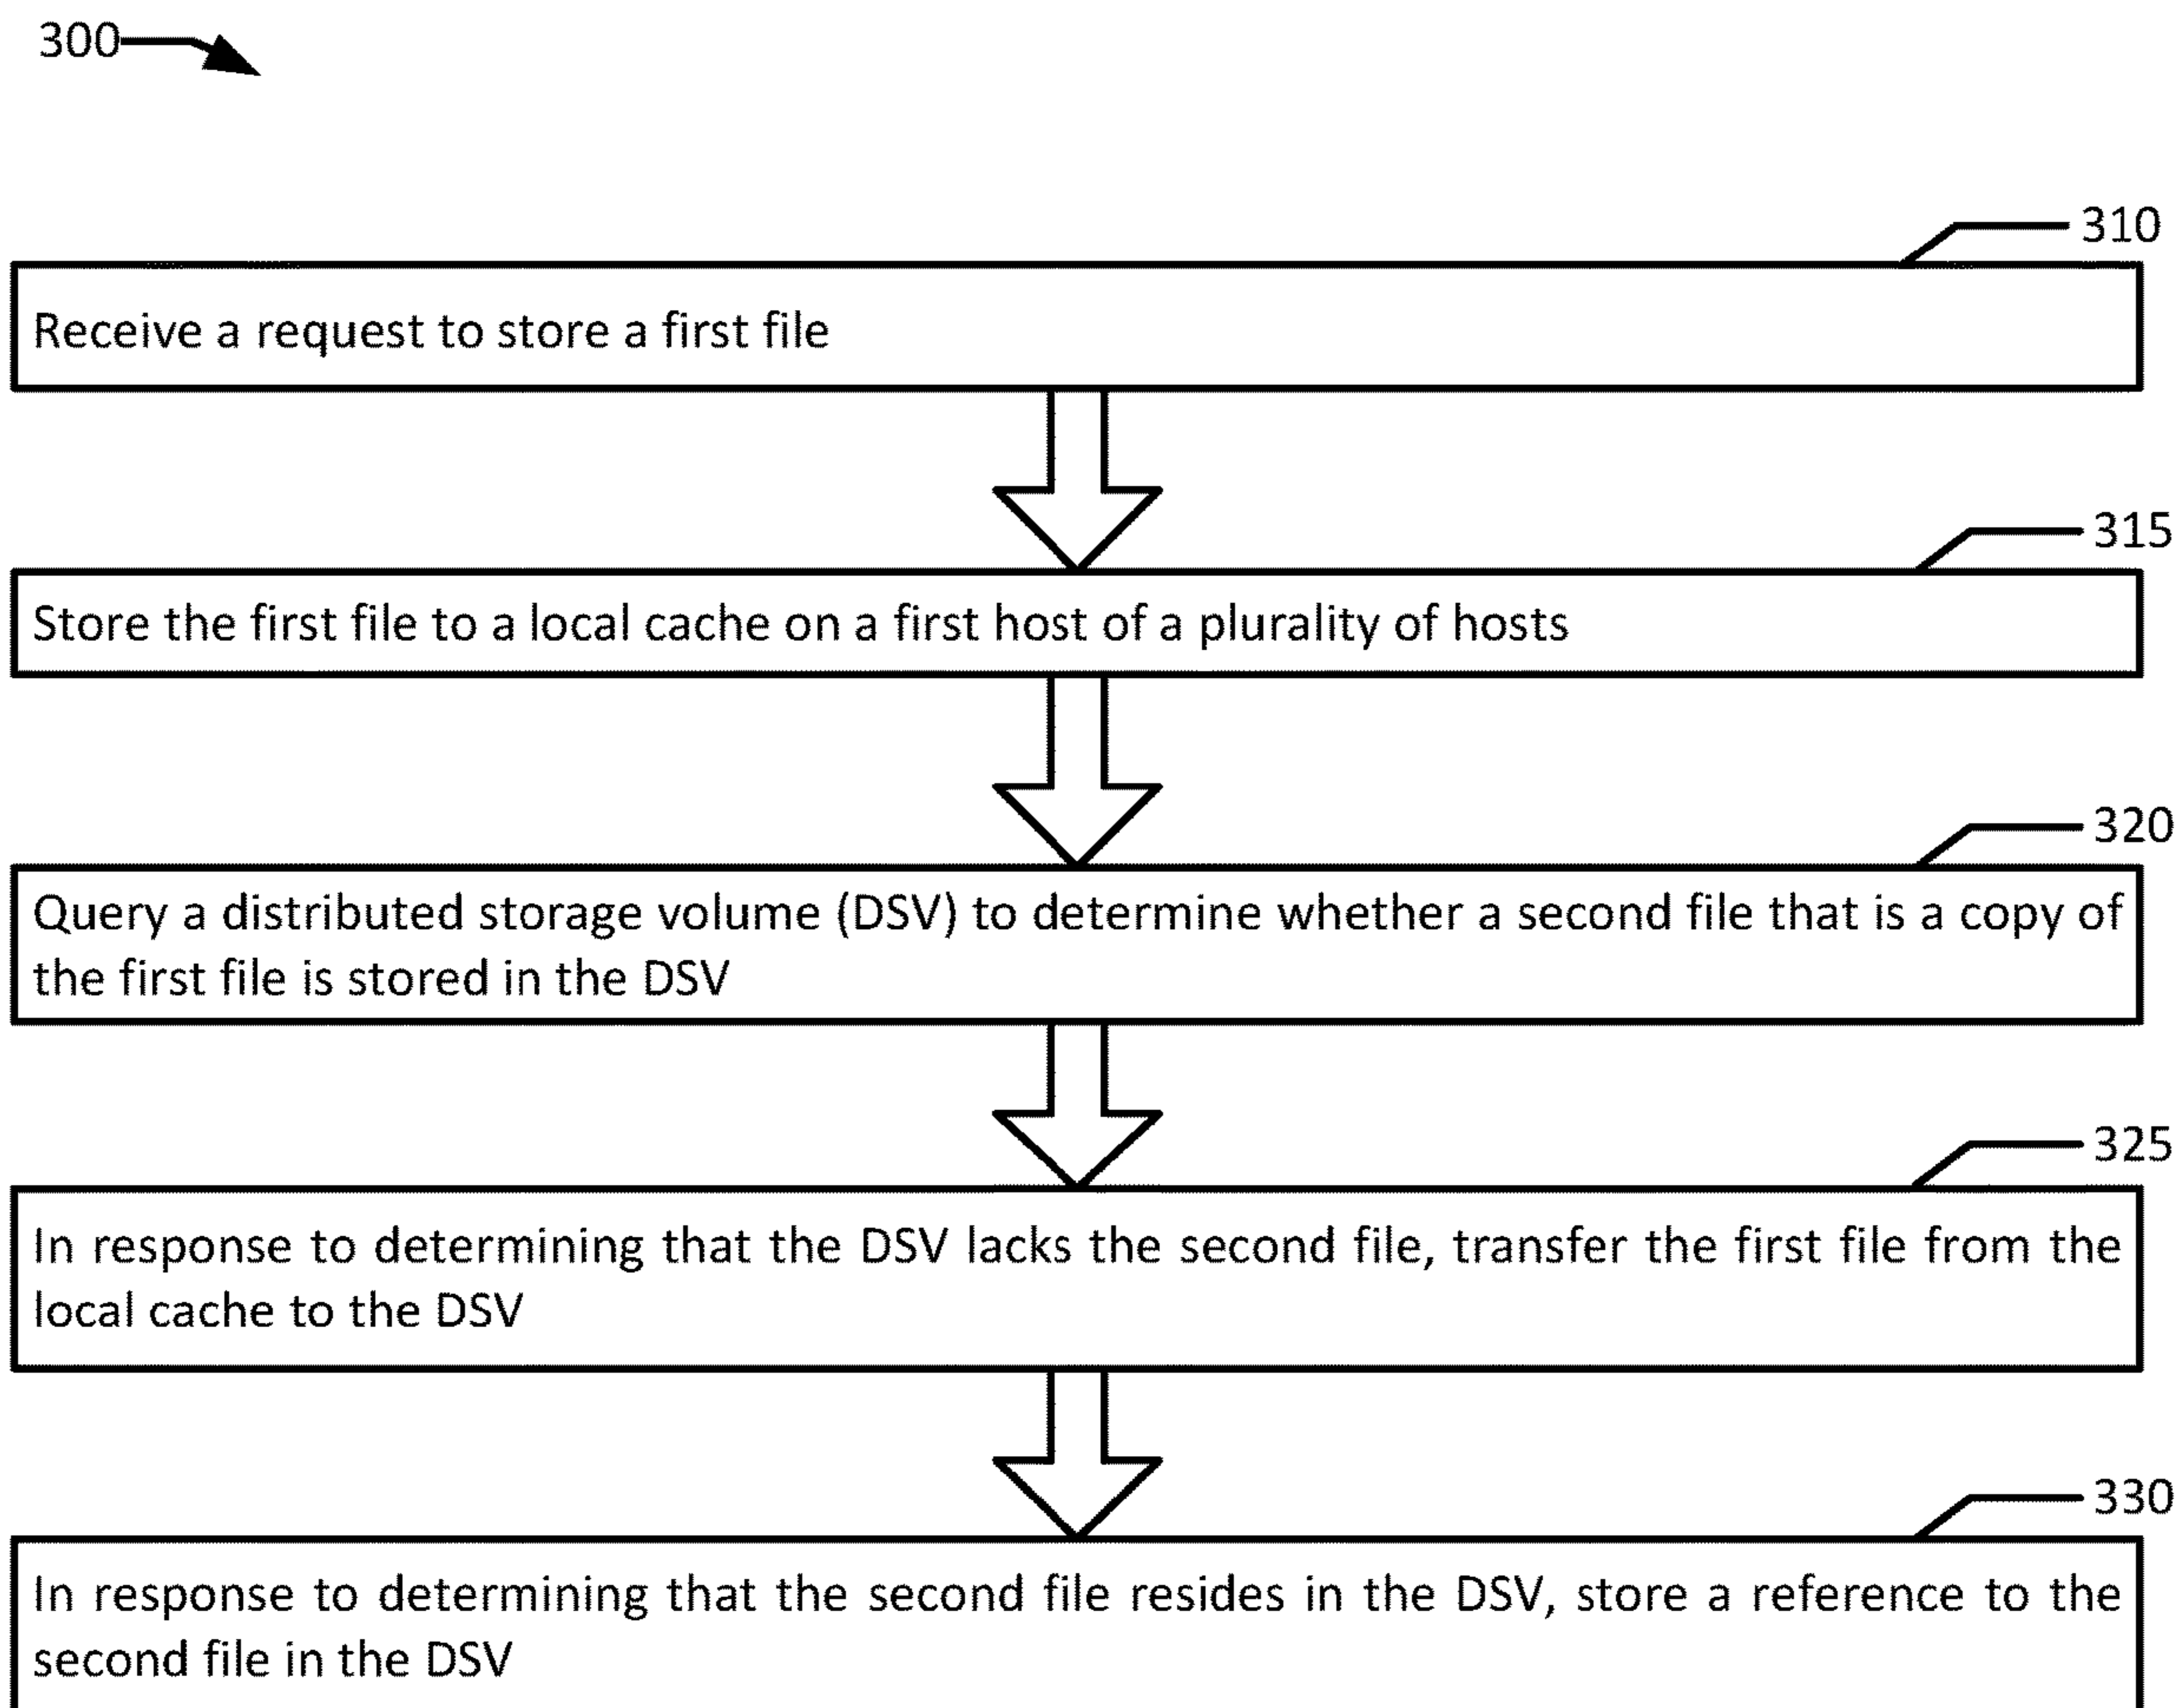 300
310
Receive a request to store a first file
315
Store the first file to a local cache on a first host of a plurality of hosts
320
Query a distributed storage volume (DSV) to determine whether a second file that is a copy of
the first file is stored in the DSV
325
In response to determining that the DSV lacks the second file, transfer the first file from the
local cache to the DSV
330
In response to determining that the second file resides in the DSV, store a reference to the
second file in the DSV